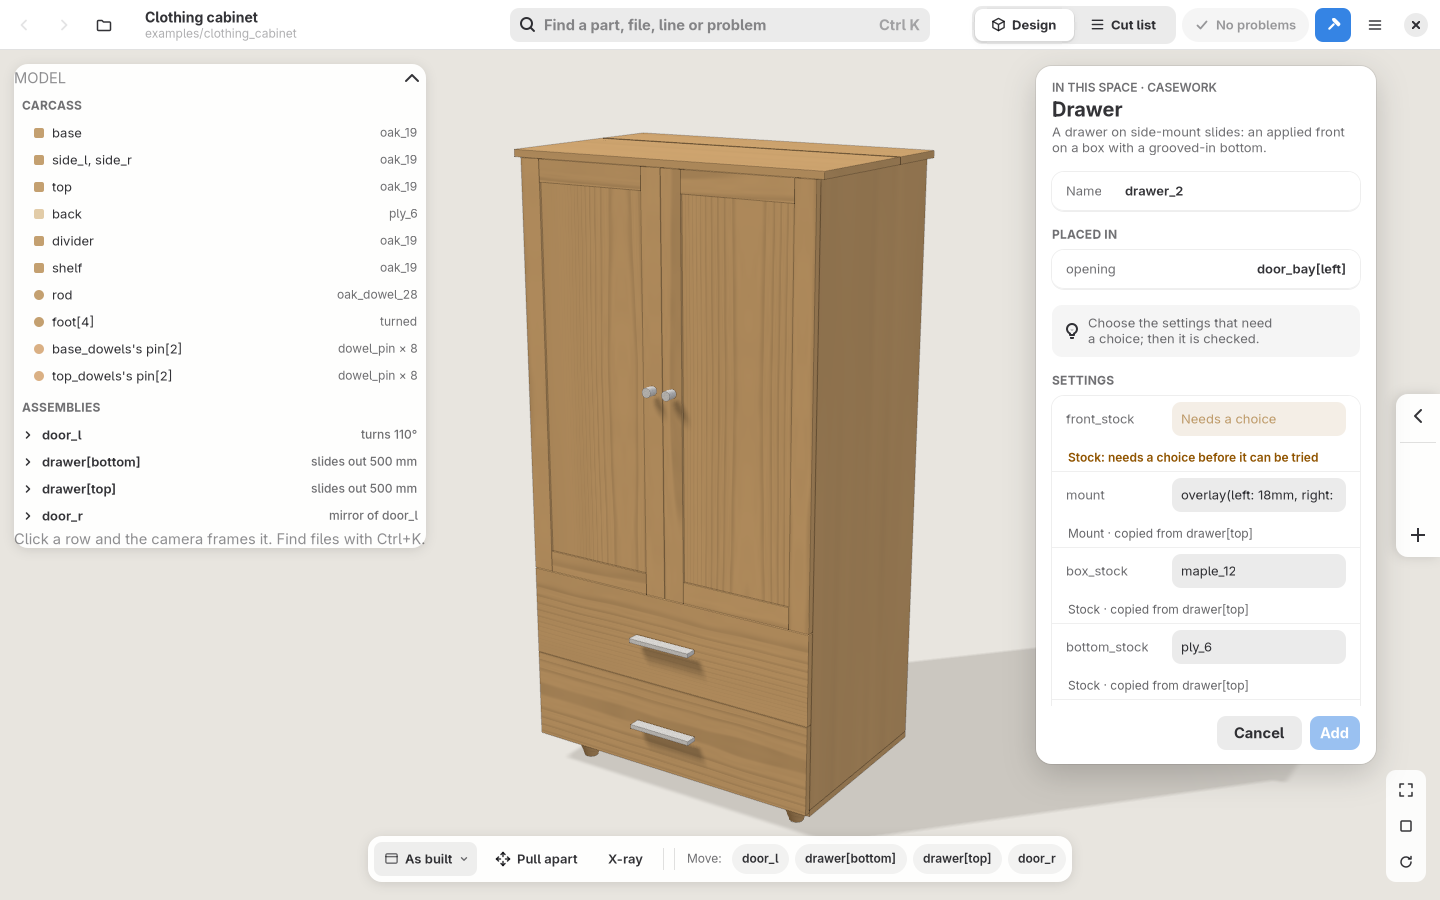 Clothing cabinet
examples/clothing_cabinet
Find a part, file, line or problem
Ctrl K
Design
Cut list
No problems
MODEL
CARCASS
base oak_19
side_l, side_r oak_19
top oak_19
back ply_6
divider oak_19
shelf oak_19
rod oak_dowel_28
foot[4] turned
base_dowels's pin[2] dowel_pin × 8
top_dowels's pin[2] dowel_pin × 8
ASSEMBLIES
door_l turns 110°
drawer[bottom] slides out 500 mm
drawer[top] slides out 500 mm
door_r mirror of door_l
Click a row and the camera frames it. Find files with Ctrl+K.
IN THIS SPACE · CASEWORK
Drawer
A drawer on side-mount slides: an applied front
on a box with a grooved-in bottom.
Name drawer_2
PLACED IN
opening door_bay[left]
Choose the settings that need
a choice; then it is checked.
SETTINGS
front_stock Needs a choice
Stock: needs a choice before it can be tried
mount overlay(left: 18mm, right:
Mount · copied from drawer[top]
box_stock maple_12
Stock · copied from drawer[top]
bottom_stock ply_6
Stock · copied from drawer[top]
Cancel Add
As built
Pull apart
X-ray
Move:
door_l
drawer[bottom]
drawer[top]
door_r